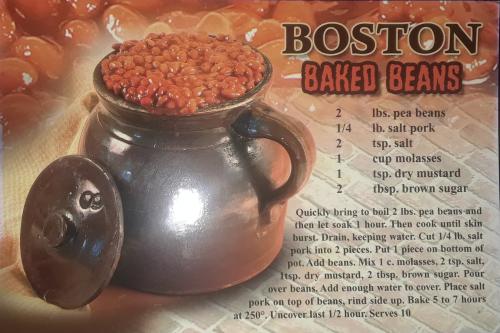 BOSTON
BAKED BEANS
2 lbs. pea beans
1/4 lb. salt pork
2 tsp. salt
1 cup molasses
1 tsp. dry mustard
2 tbsp. brown sugar
Quickly bring to boil 2 lbs. pea beans and
then let soak 1 hour. Then cook until skin
burst. Drain, keeping water. Cut 1/4 lb. salt
pork into 2 pieces. Put 1 piece on bottom of
pot. Add beans. Mix 1 c. molasses, 2 tsp. salt,
1tsp. dry mustard, 2 tbsp. brown sugar. Pour
over beans. Add enough water to cover. Place salt
pork on top of beans, rind side up. Bake 5 to 7 hours
at 250°. Uncover last 1/2 hour. Serves 10